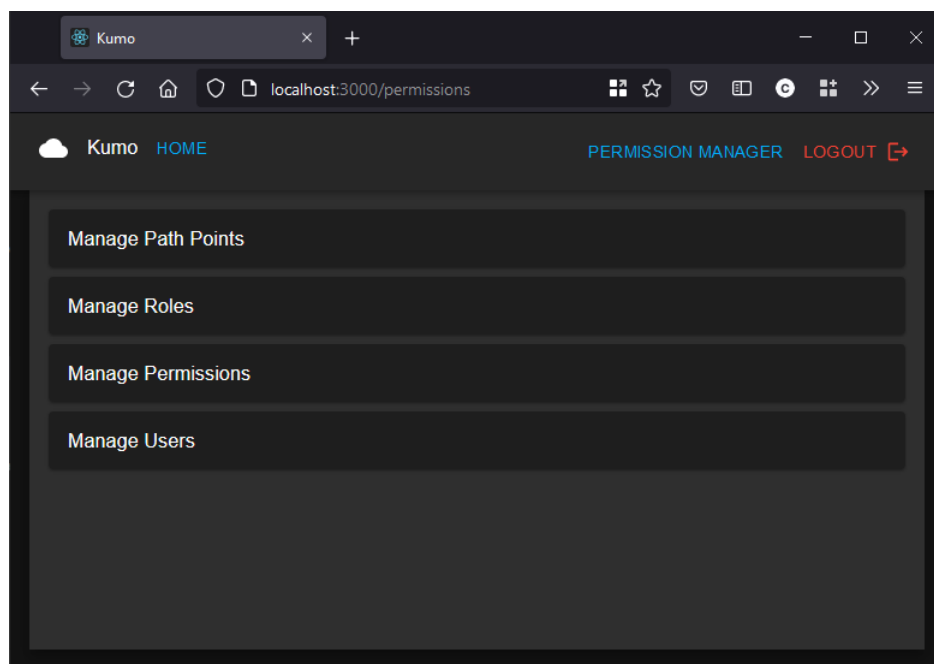 Kumo
localhost:3000/permissions
C
Kumo HOME PERMISSION MANAGER LOGOUT
Manage Path Points
Manage Roles
Manage Permissions
Manage Users